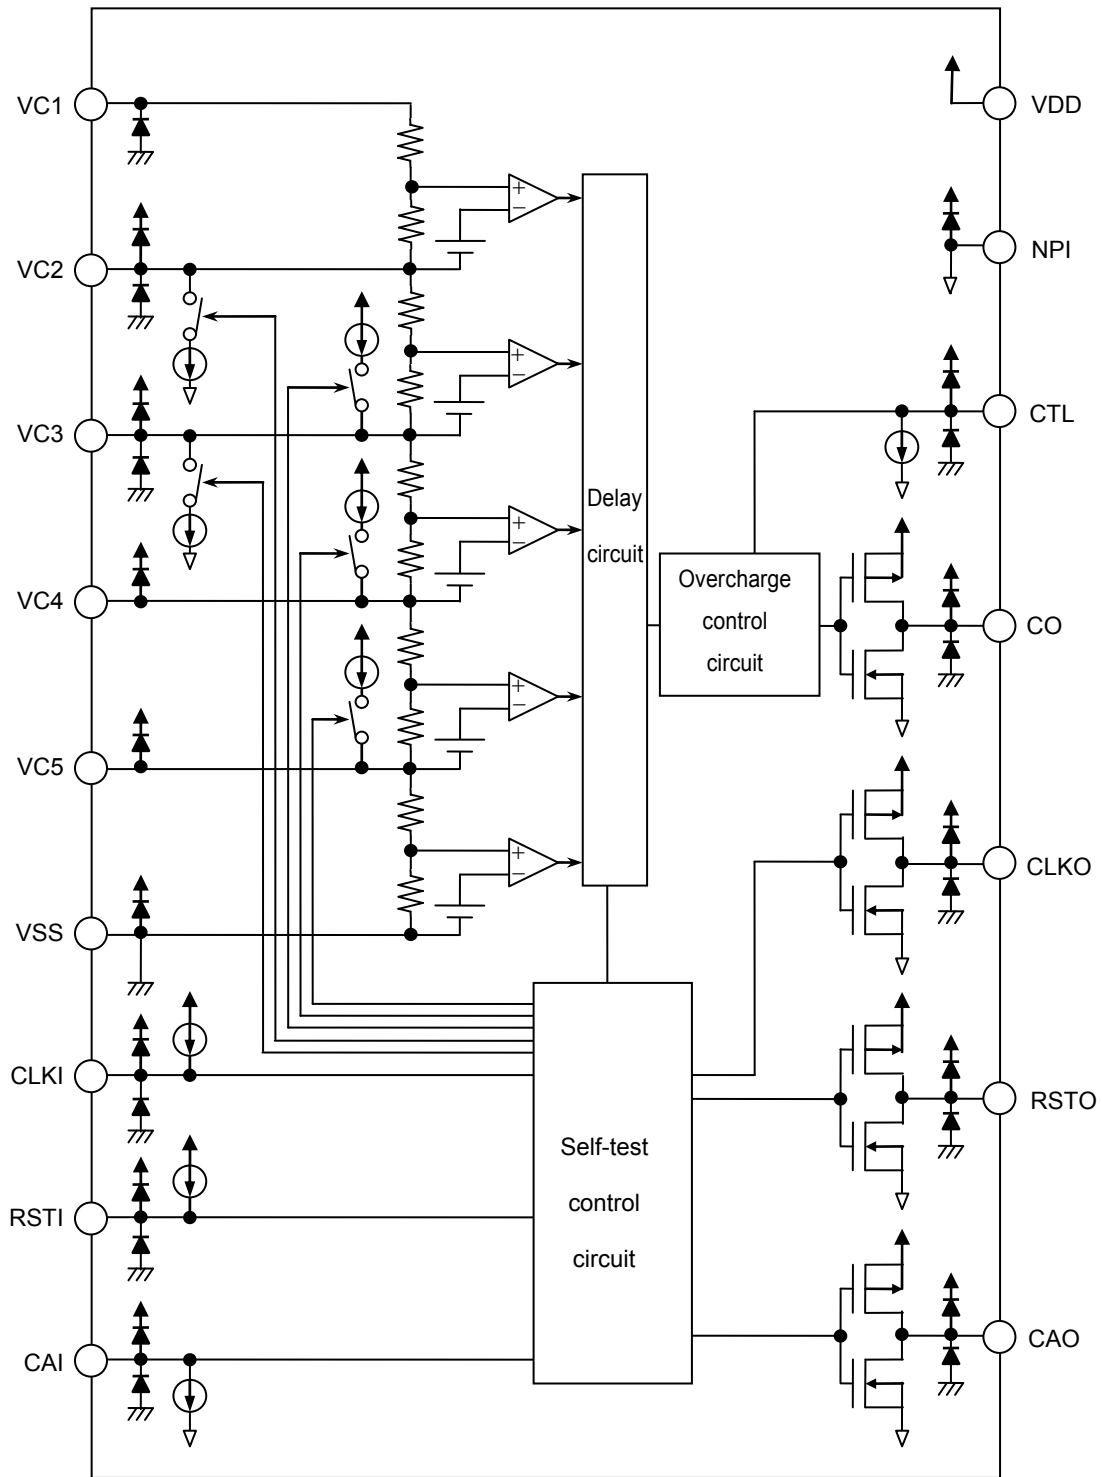 VC1
VDD
VC2
NPI
VC3
CTL
Delay
circuit
VC4
Overcharge
control
circuit
CO
VC5
CLKO
VSS
CLKI
RSTO
Self-test
control
circuit
RSTI
CAI
CAO
+
−
+
−
+
−
+
−
+
−